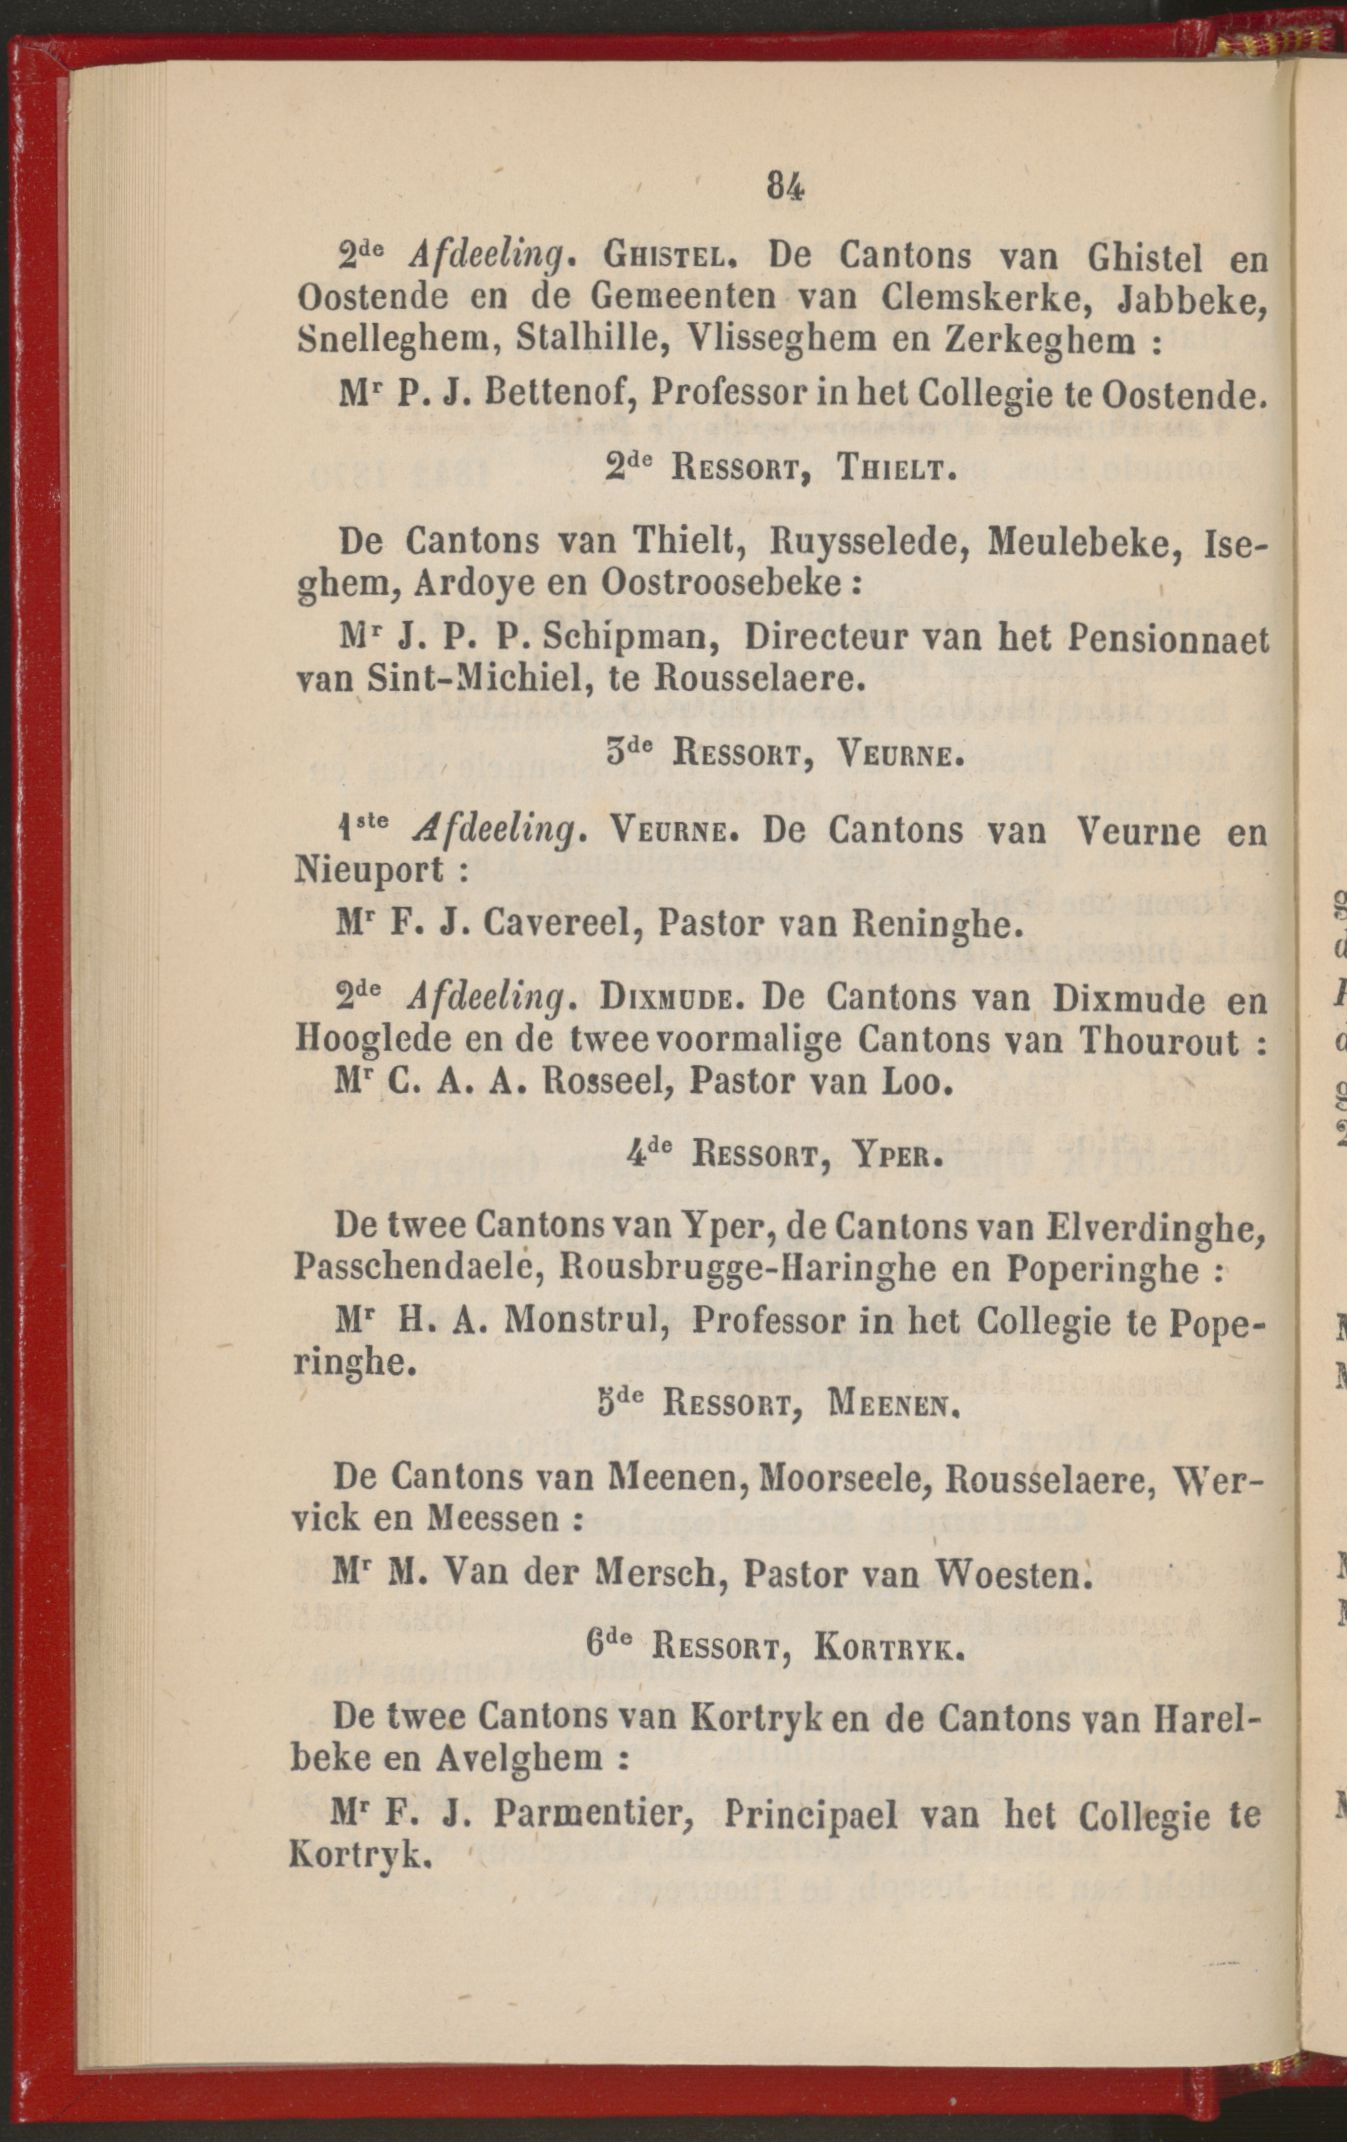 84
2de Afdeeling. GHISTEL. De Cantons van Ghistel en
Oostende en de Gemeenten van Clemskerke, Jabbeke,
Snelleghem, Stalhille, Vlisseghem en Zerkeghem :
Mr P. J. Bettenof, Professor in het Collegie te Oostende.
2de RESSORT, THIELT.
De Cantons van Thielt, Ruysselede, Meulebeke, Ise-
ghem, Ardoye en Oostroosebeke :
Mr J. P. P. Schipman, Directeur van het Pensionnaet
van Sint-Michiel, te Rousselaere.
3de RESSORT, VEURNE.
1ste Afdeeling. VEURNE. De Cantons van Veurne en
Nieuport :
Mr F. J. Cavereel, Pastor van Reninghe.
2de Afdeeling. DIXMUDE. De Cantons van Dixmude en
Hooglede en de twee voormalige Cantons van Thourout :
Mr C. A. A. Rosseel, Pastor van Loo.
4de RESSORT, YPER.
De twee Cantons van Yper, de Cantons van Elverdinghe,
Passchendaele, Rousbrugge-Haringhe en Poperinghe :
Mr H. A. Monstrul, Professor in het Collegie te Pope-
ringhe.
5de RESSORT, MEENEN.
De Cantons van Meenen, Moorseele, Rousselaere, Wer-
vick en Meessen :
Mr M. Van der Mersch, Pastor van Woesten.
6de RESSORT, KORTRYK.
De twee Cantons van Kortryk en de Cantons van Harel-
beke en Avelghem :
Mr F. J. Parmentier, Principael van het Collegie te
Kortryk.